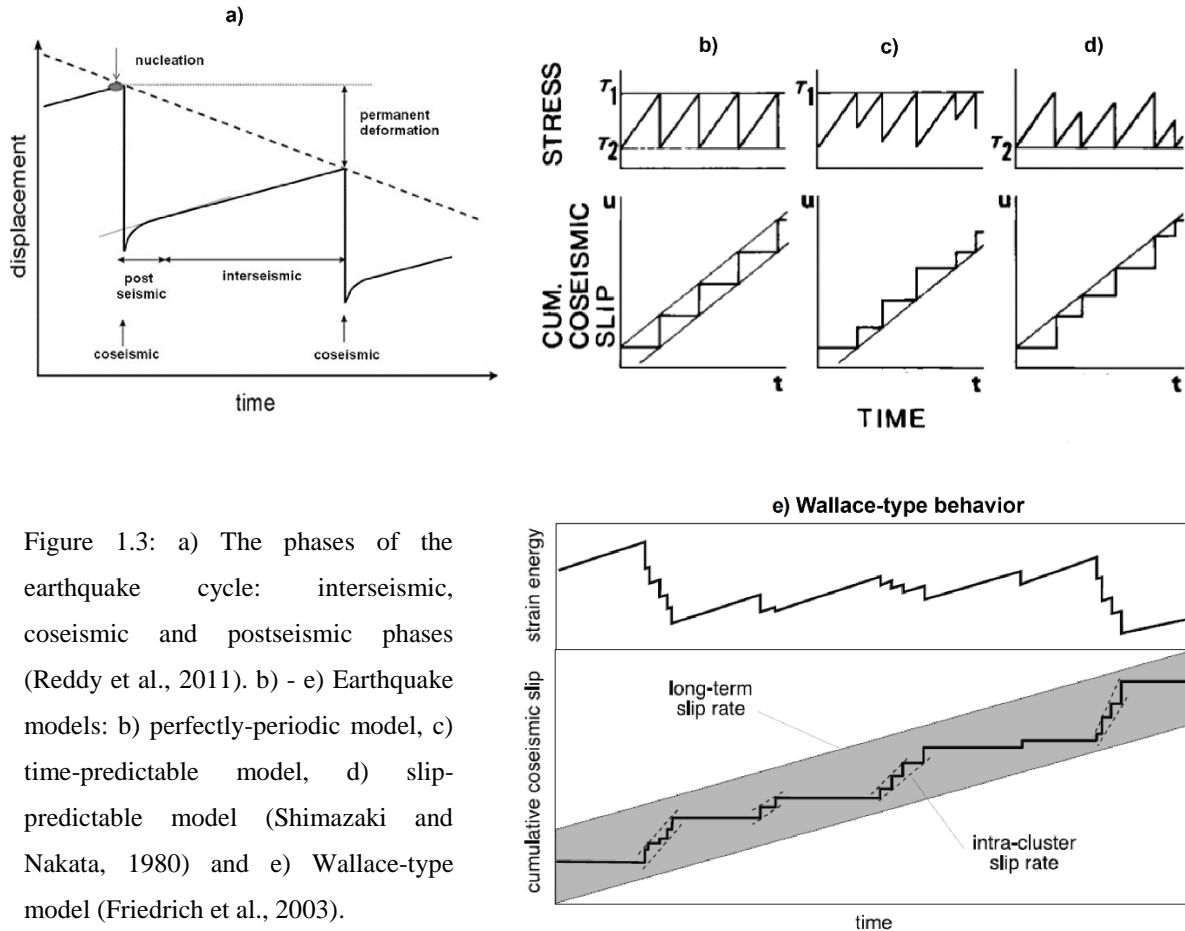 a)
nucleation
permanent
deformation
displacement
post
seismic
interseismic
coseismic
coseismic
time
b)
c)
d)
STRESS
τ1
τ2
τ1
τ2
CUM.
COSEISMIC
SLIP
u
u
u
t
t
t
TIME
Figure 1.3: a) The phases of the
earthquake cycle: interseismic,
coseismic and postseismic phases
(Reddy et al., 2011). b) - e) Earthquake
models: b) perfectly-periodic model, c)
time-predictable model, d) slip-
predictable model (Shimazaki and
Nakata, 1980) and e) Wallace-type
model (Friedrich et al., 2003).
e) Wallace-type behavior
strain energy
cumulative coseismic slip
long-term
slip rate
intra-cluster
slip rate
time